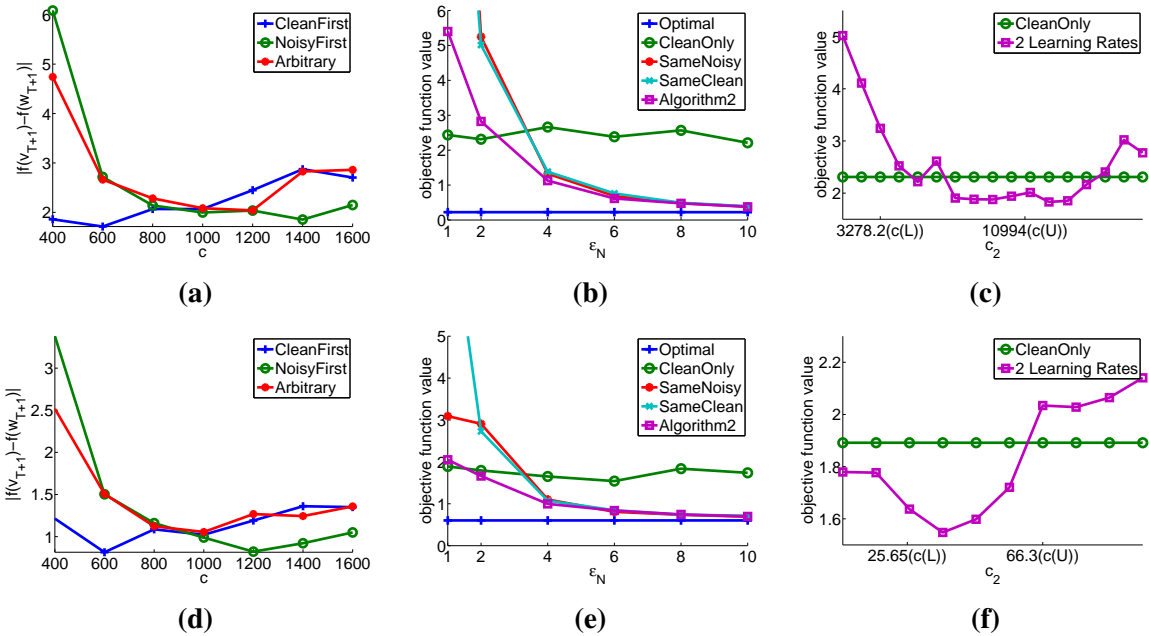 |f(v_{T+1})−f(w_{T+1})|
6
5
4
3
2
400 600 800 1000 1200 1400 1600
c
CleanFirst
NoisyFirst
Arbitrary
(a)
objective function value
6
5
4
3
2
1
0
1 2 4 6 8 10
ε_N
Optimal
CleanOnly
SameNoisy
SameClean
Algorithm2
(b)
objective function value
5
4
3
2
3278.2(c(L)) 10994(c(U))
c_2
CleanOnly
2 Learning Rates
(c)
|f(v_{T+1})−f(w_{T+1})|
3
2.5
2
1.5
1
400 600 800 1000 1200 1400 1600
c
CleanFirst
NoisyFirst
Arbitrary
(d)
objective function value
5
4
3
2
1
0
1 2 4 6 8 10
ε_N
Optimal
CleanOnly
SameNoisy
SameClean
Algorithm2
(e)
objective function value
2.2
2
1.8
1.6
25.65(c(L)) 66.3(c(U))
c_2
CleanOnly
2 Learning Rates
(f)